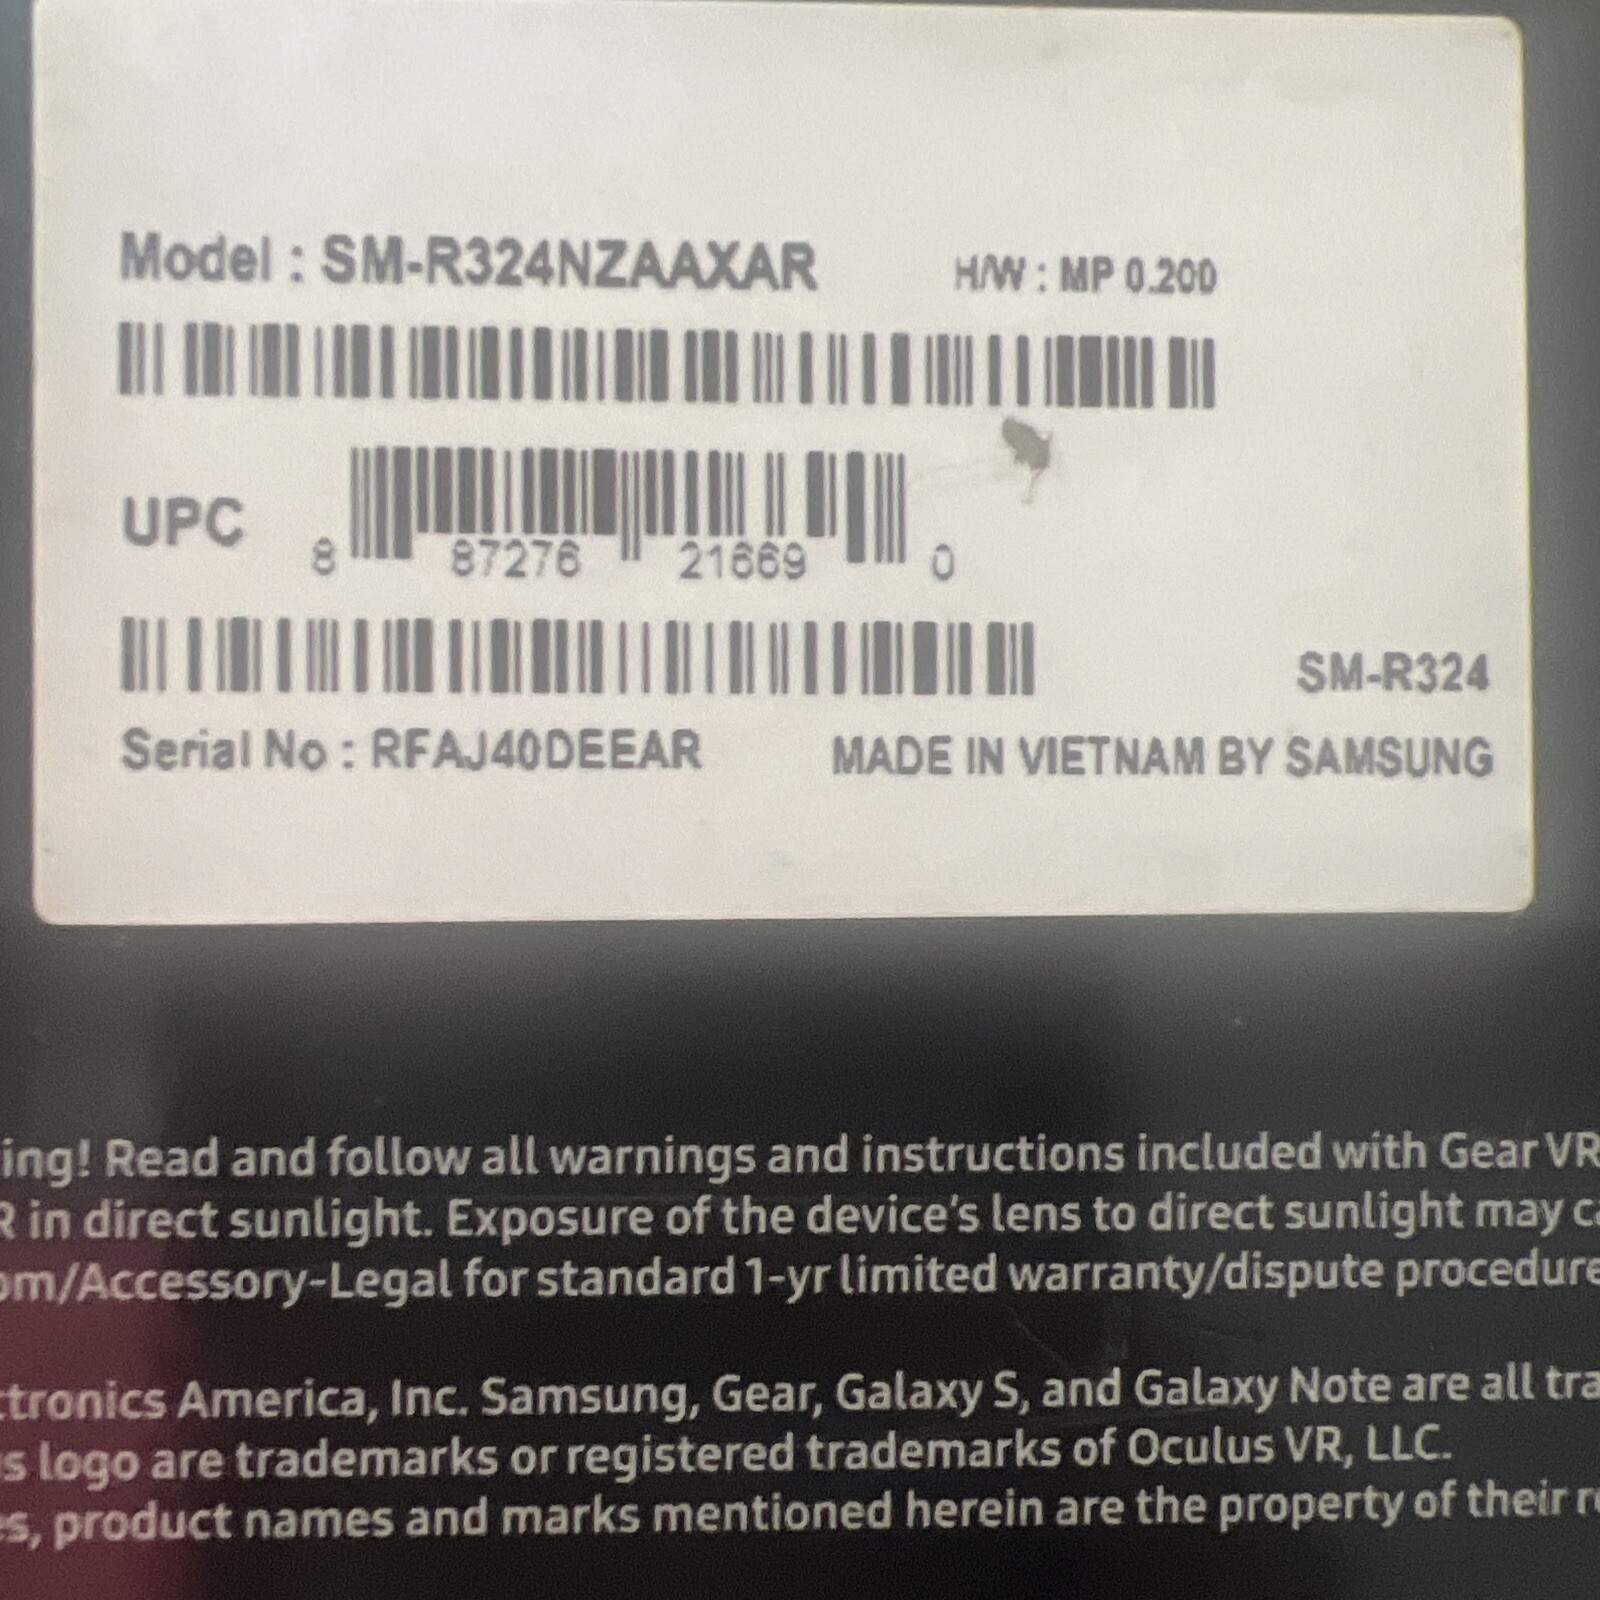 Model : SM-R324NZAAXAR H/W : MP 0.200
UPC 8 87276 21669 0
SM-R324
Serial No : RFAJ40DEEAR MADE IN VIETNAM BY SAMSUNG
ing! Read and follow all warnings and instructions included with Gear VR
R in direct sunlight. Exposure of the device's lens to direct sunlight may ca
om/Accessory-Legal for standard 1-yr limited warranty/dispute procedure
ctronics America, Inc. Samsung, Gear, Galaxy S, and Galaxy Note are all tra
s logo are trademarks or registered trademarks of Oculus VR, LLC.
es, product names and marks mentioned herein are the property of their re